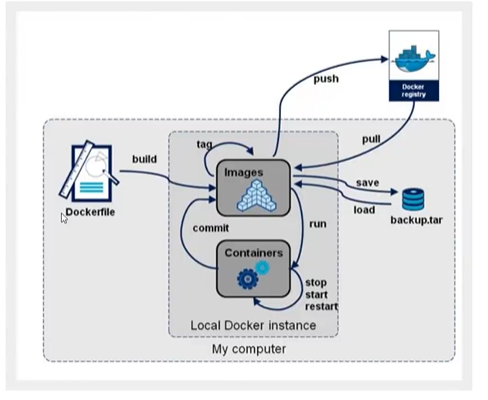 push
Docker
registry
pull
tag
build
Images
save
load
backup.tar
Dockerfile
commit
run
Containers
stop
start
restart
Local Docker instance
My computer